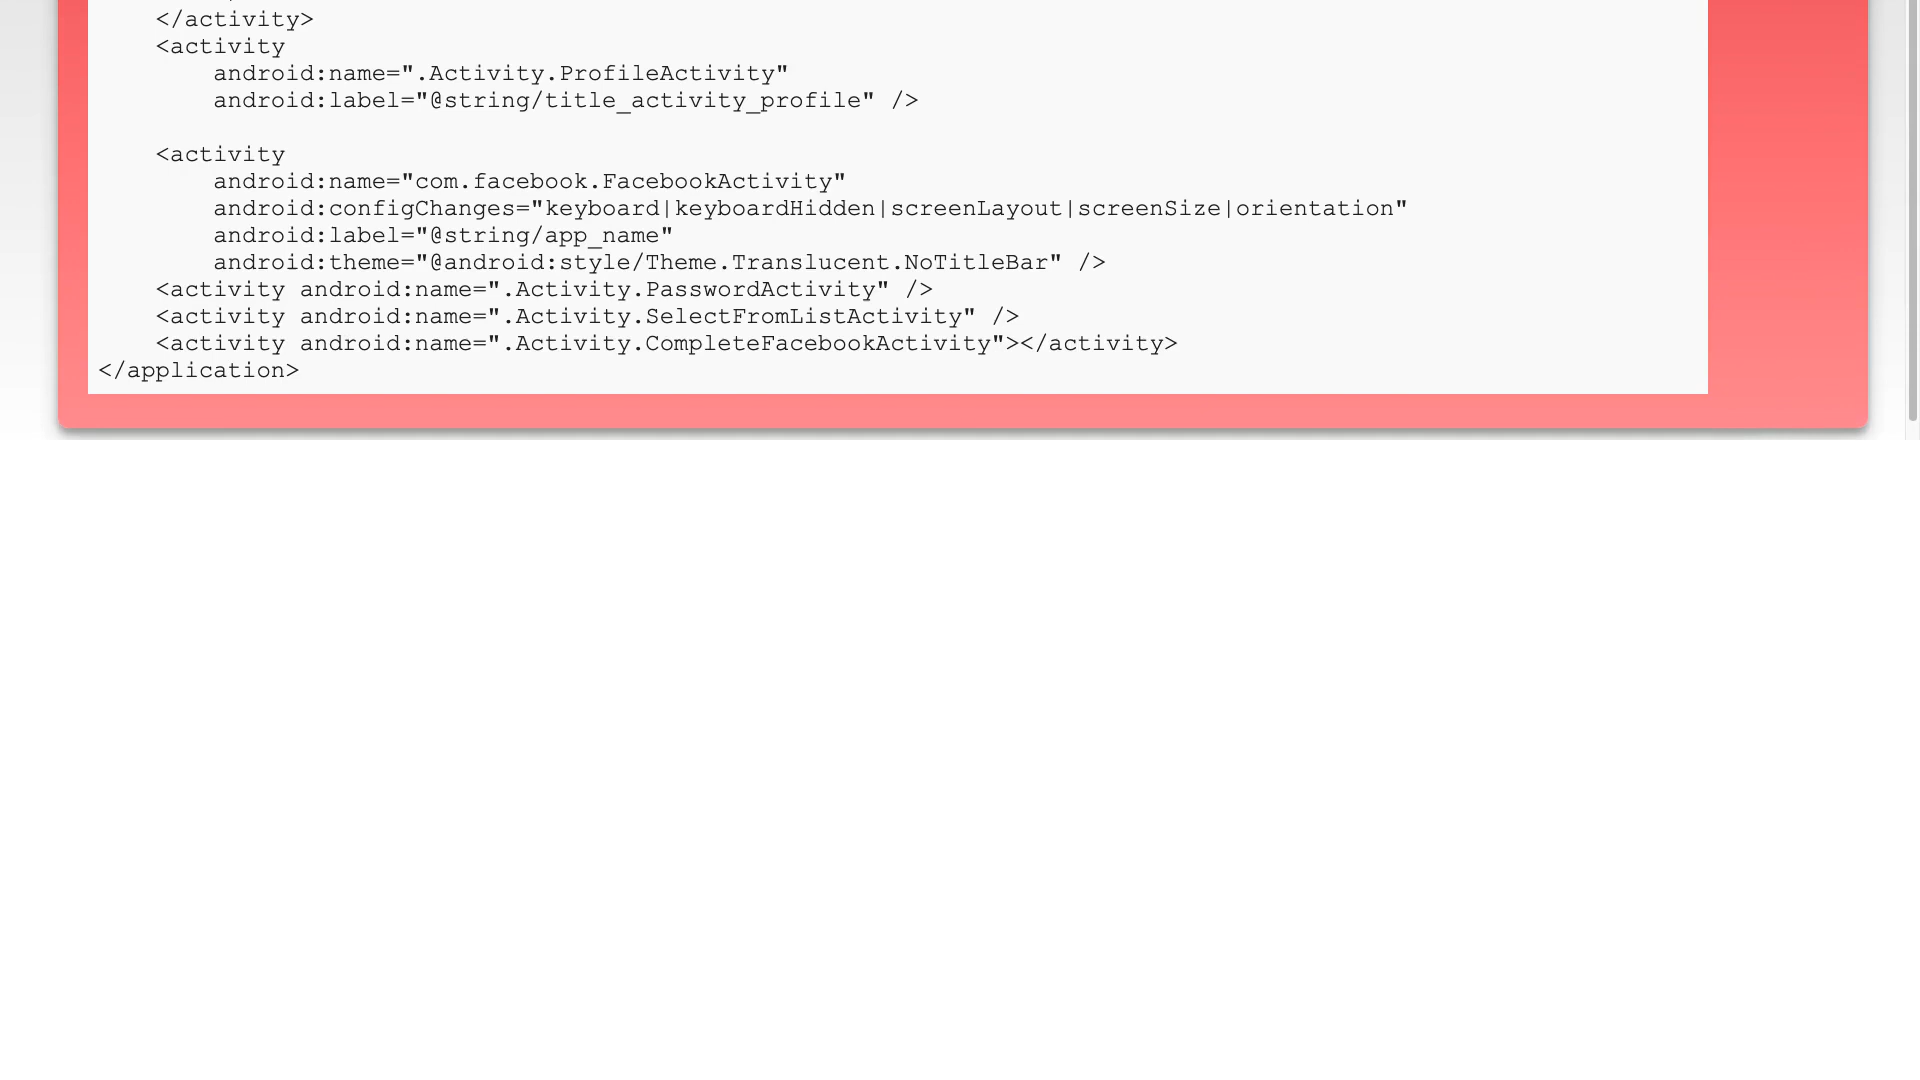 </activity>
<activity
android:name=".Activity.ProfileActivity"
android:label="@string/title_activity_profile" />
<activity
android:name="com.facebook.FacebookActivity"
android:configChanges="keyboard|keyboardHidden|screenLayout|screenSize|orientation"
android:label="@string/app_name"
android:theme="@android:style/Theme.Translucent.NoTitleBar" />
<activity android:name=".Activity.PasswordActivity" />
<activity android:name=".Activity.SelectFromListActivity" />
<activity android:name=".Activity.CompleteFacebookActivity"></activity>
</application>